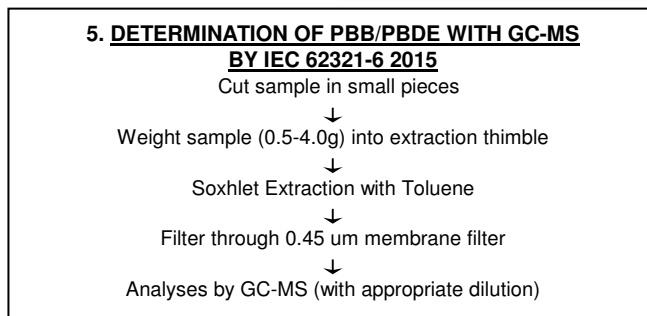 5. DETERMINATION OF PBB/PBDE WITH GC-MS
BY IEC 62321-6 2015
Cut sample in small pieces
↓
Weight sample (0.5-4.0g) into extraction thimble
↓
Soxhlet Extraction with Toluene
↓
Filter through 0.45 um membrane filter
↓
Analyses by GC-MS (with appropriate dilution)